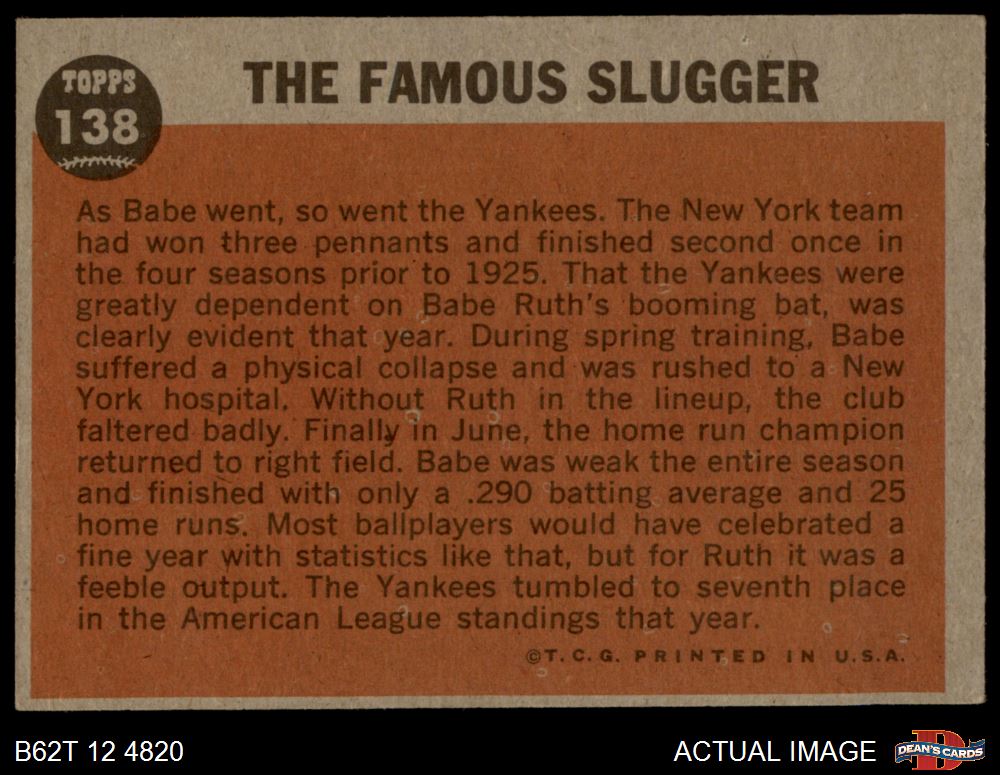 TOPPS
138
THE FAMOUS SLUGGER
As Babe went, so went the Yankees. The New York team
had won three pennants and finished second once in
the four seasons prior to 1925. That the Yankees were
greatly dependent on Babe Ruth's booming bat, was
clearly evident that year. During spring training, Babe
suffered a physical collapse and was rushed to a New
York hospital. Without Ruth in the lineup, the club
faltered badly. Finally in June, the home run champion
returned to right field. Babe was weak the entire season
and finished with only a .290 batting average and 25
home runs. Most ballplayers would have celebrated a
fine year with statistics like that, but for Ruth it was a
feeble output. The Yankees tumbled to seventh place
in the American League standings that year.
©T.C.G. PRINTED IN U.S.A.
B62T 12 4820
ACTUAL IMAGE
D
DEAN'S CARDS